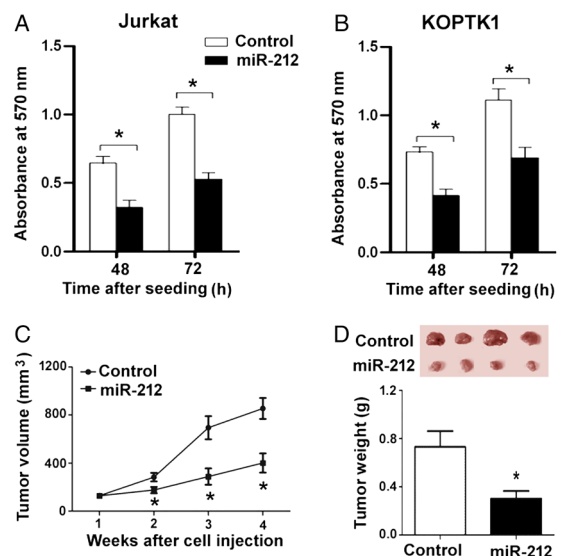 A
Jurkat
Control
miR-212
Absorbance at 570 nm
1.5
1.0
0.5
0.0
*
*
48
72
Time after seeding (h)
B
KOPTK1
Absorbance at 570 nm
1.5
1.0
0.5
0.0
*
*
48
72
Time after seeding (h)
C
Control
miR-212
Tumor volume (mm³)
1200
800
400
0
*
*
*
1
2
3
4
Weeks after cell injection
D
Control
miR-212
Tumor weight (g)
1.2
0.8
0.4
0.0
*
Control
miR-212